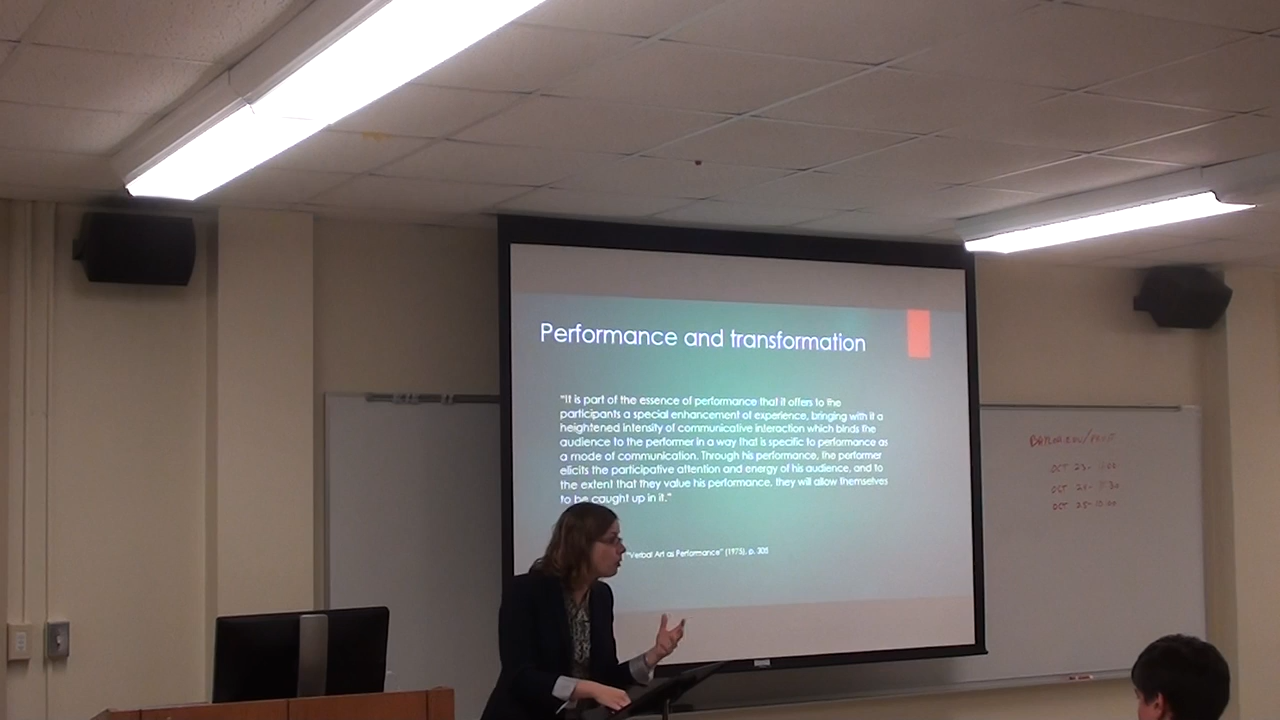 Performance and transformation
"It is part of the essence of performance that it offers to the
participants a special enhancement of experience, bringing with it a
heightened intensity of communicative interaction which binds the
audience to the performer in a way that is specific to performance as
a mode of communication. Through his performance, the performer
elicits the participative attention and energy of his audience, and to
the extent that they value his performance, they will allow themselves
to be caught up in it."
"Verbal Art as Performance" (1975), p. 305
OCT 23-
OCT
OCT 25-